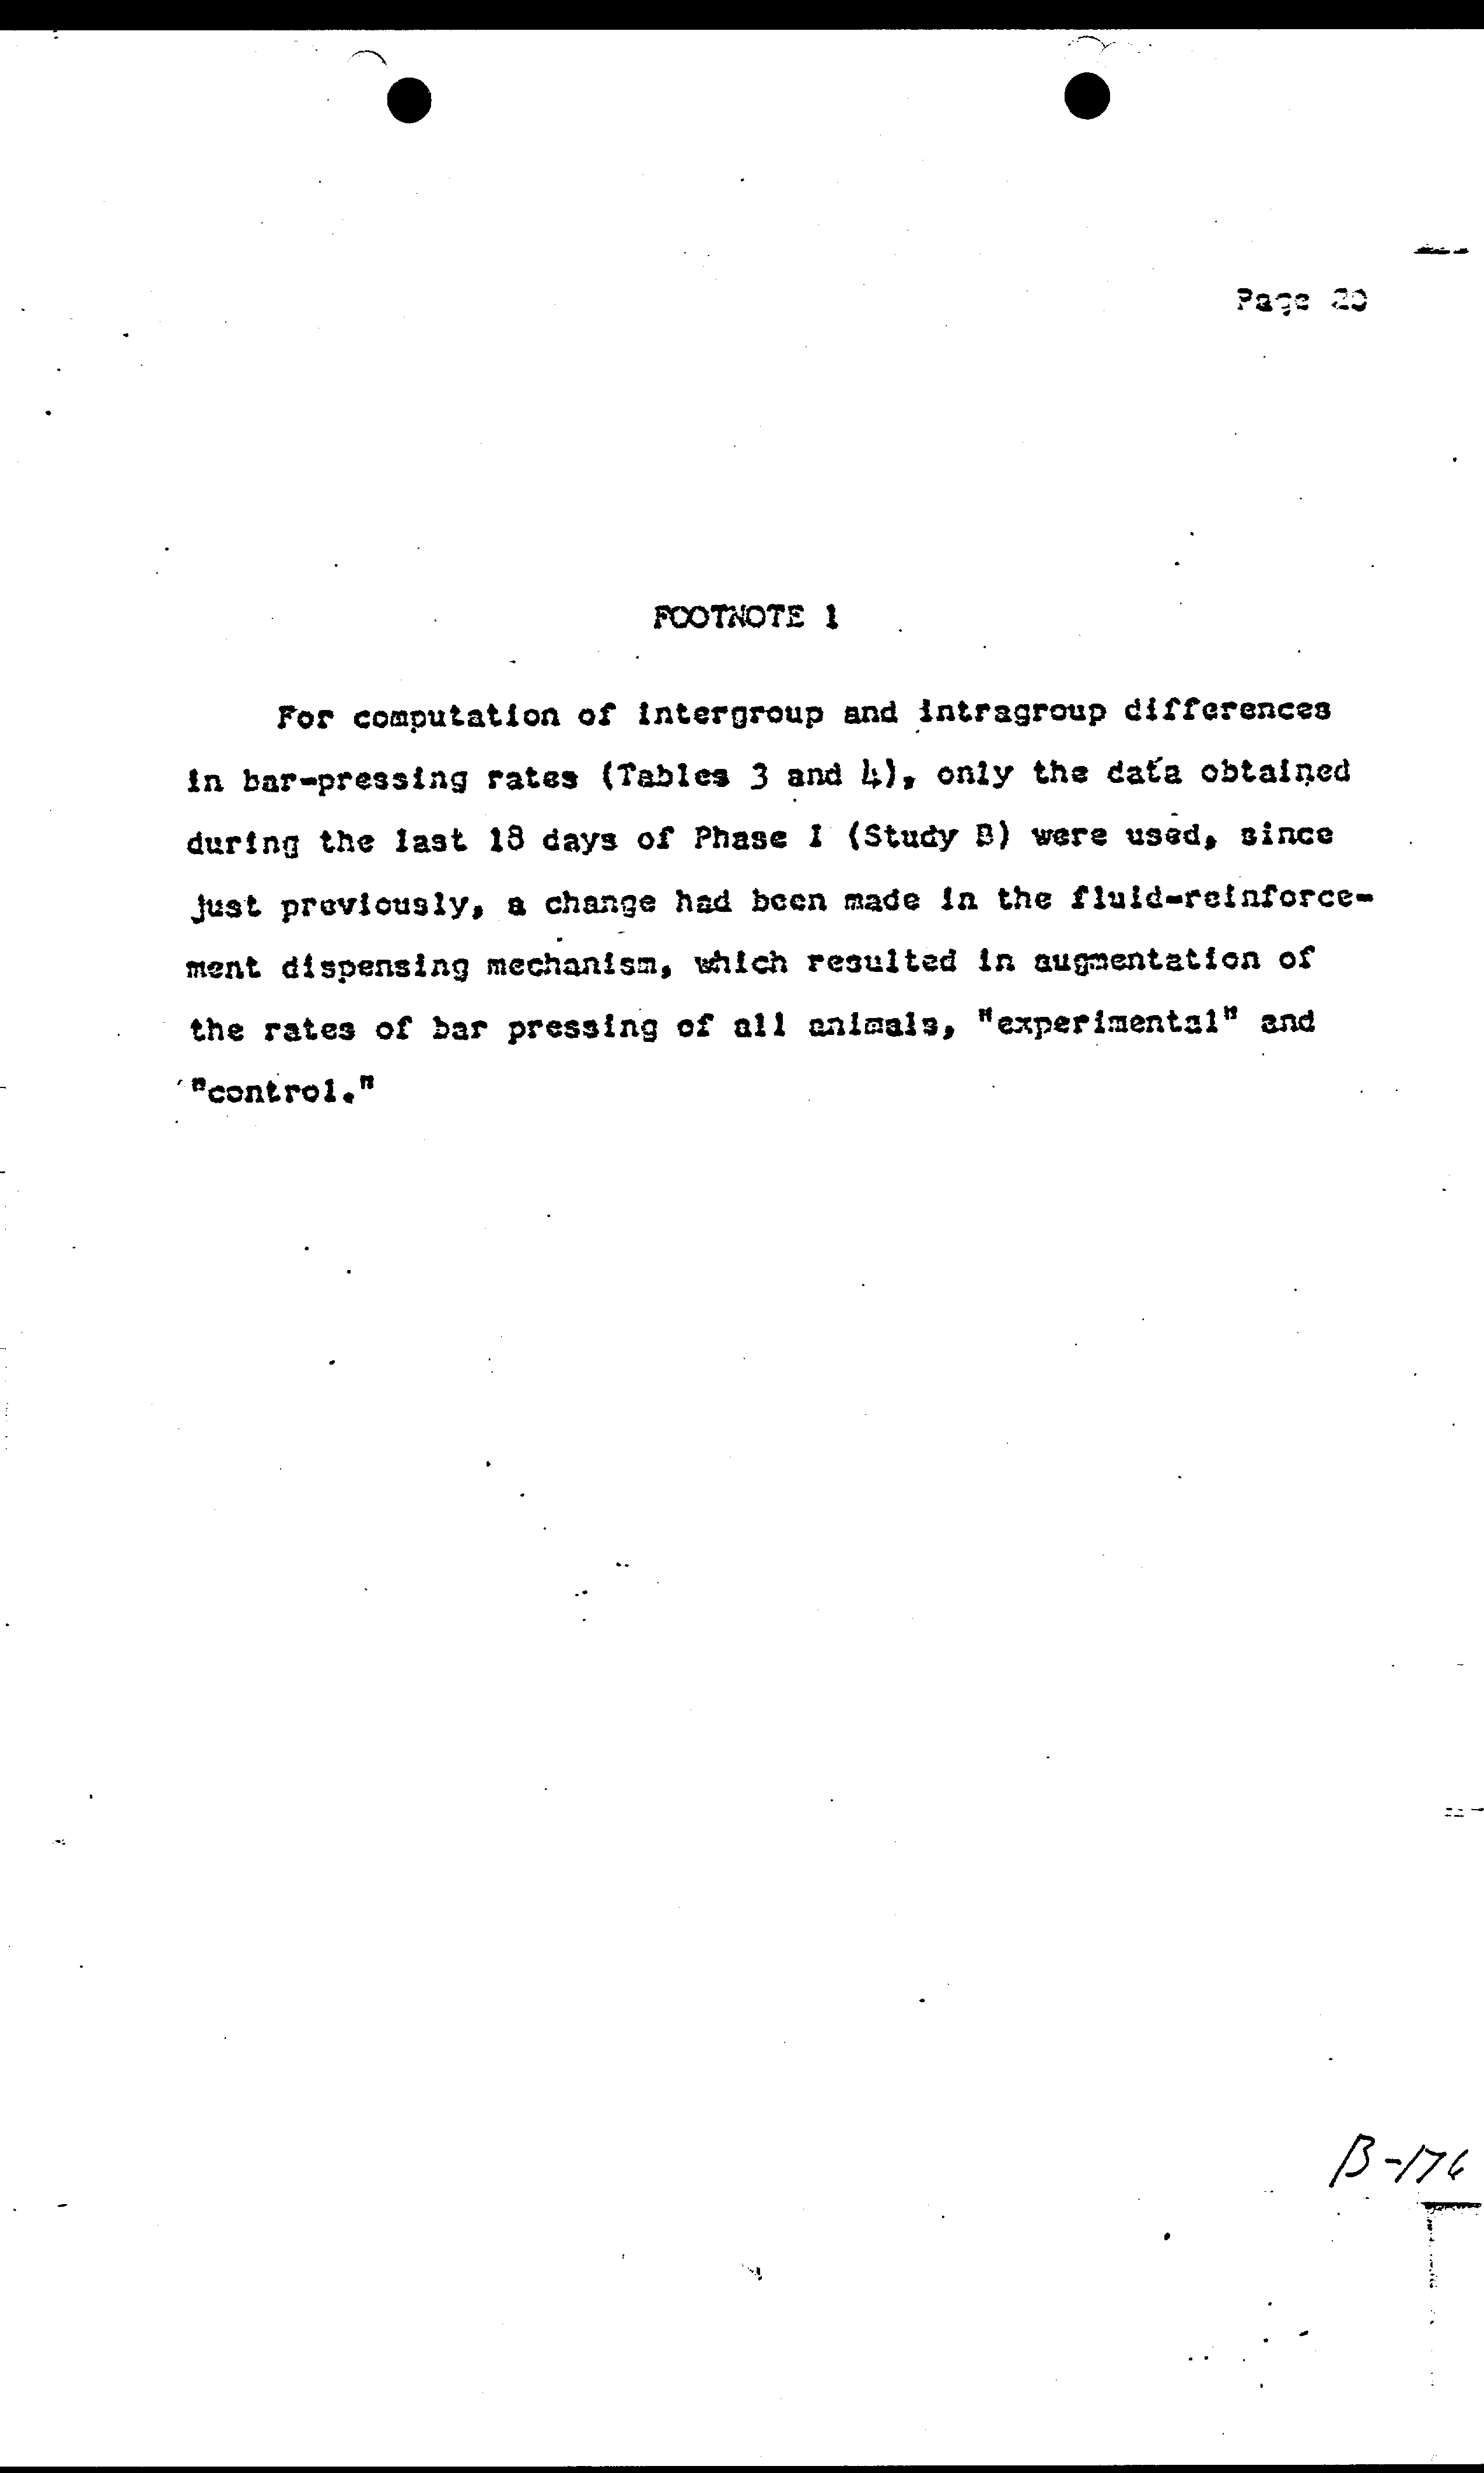 Page 20
FOOTNOTE 1
For computation of intergroup and intragroup differences
in bar-pressing rates (Tables 3 and 4), only the data obtained
during the last 18 days of Phase I (Study B) were used, since
just previously, a change had been made in the fluid-reinforce-
ment dispensing mechanism, which resulted in augmentation of
the rates of bar pressing of all animals, "experimental" and
"control."
B-176